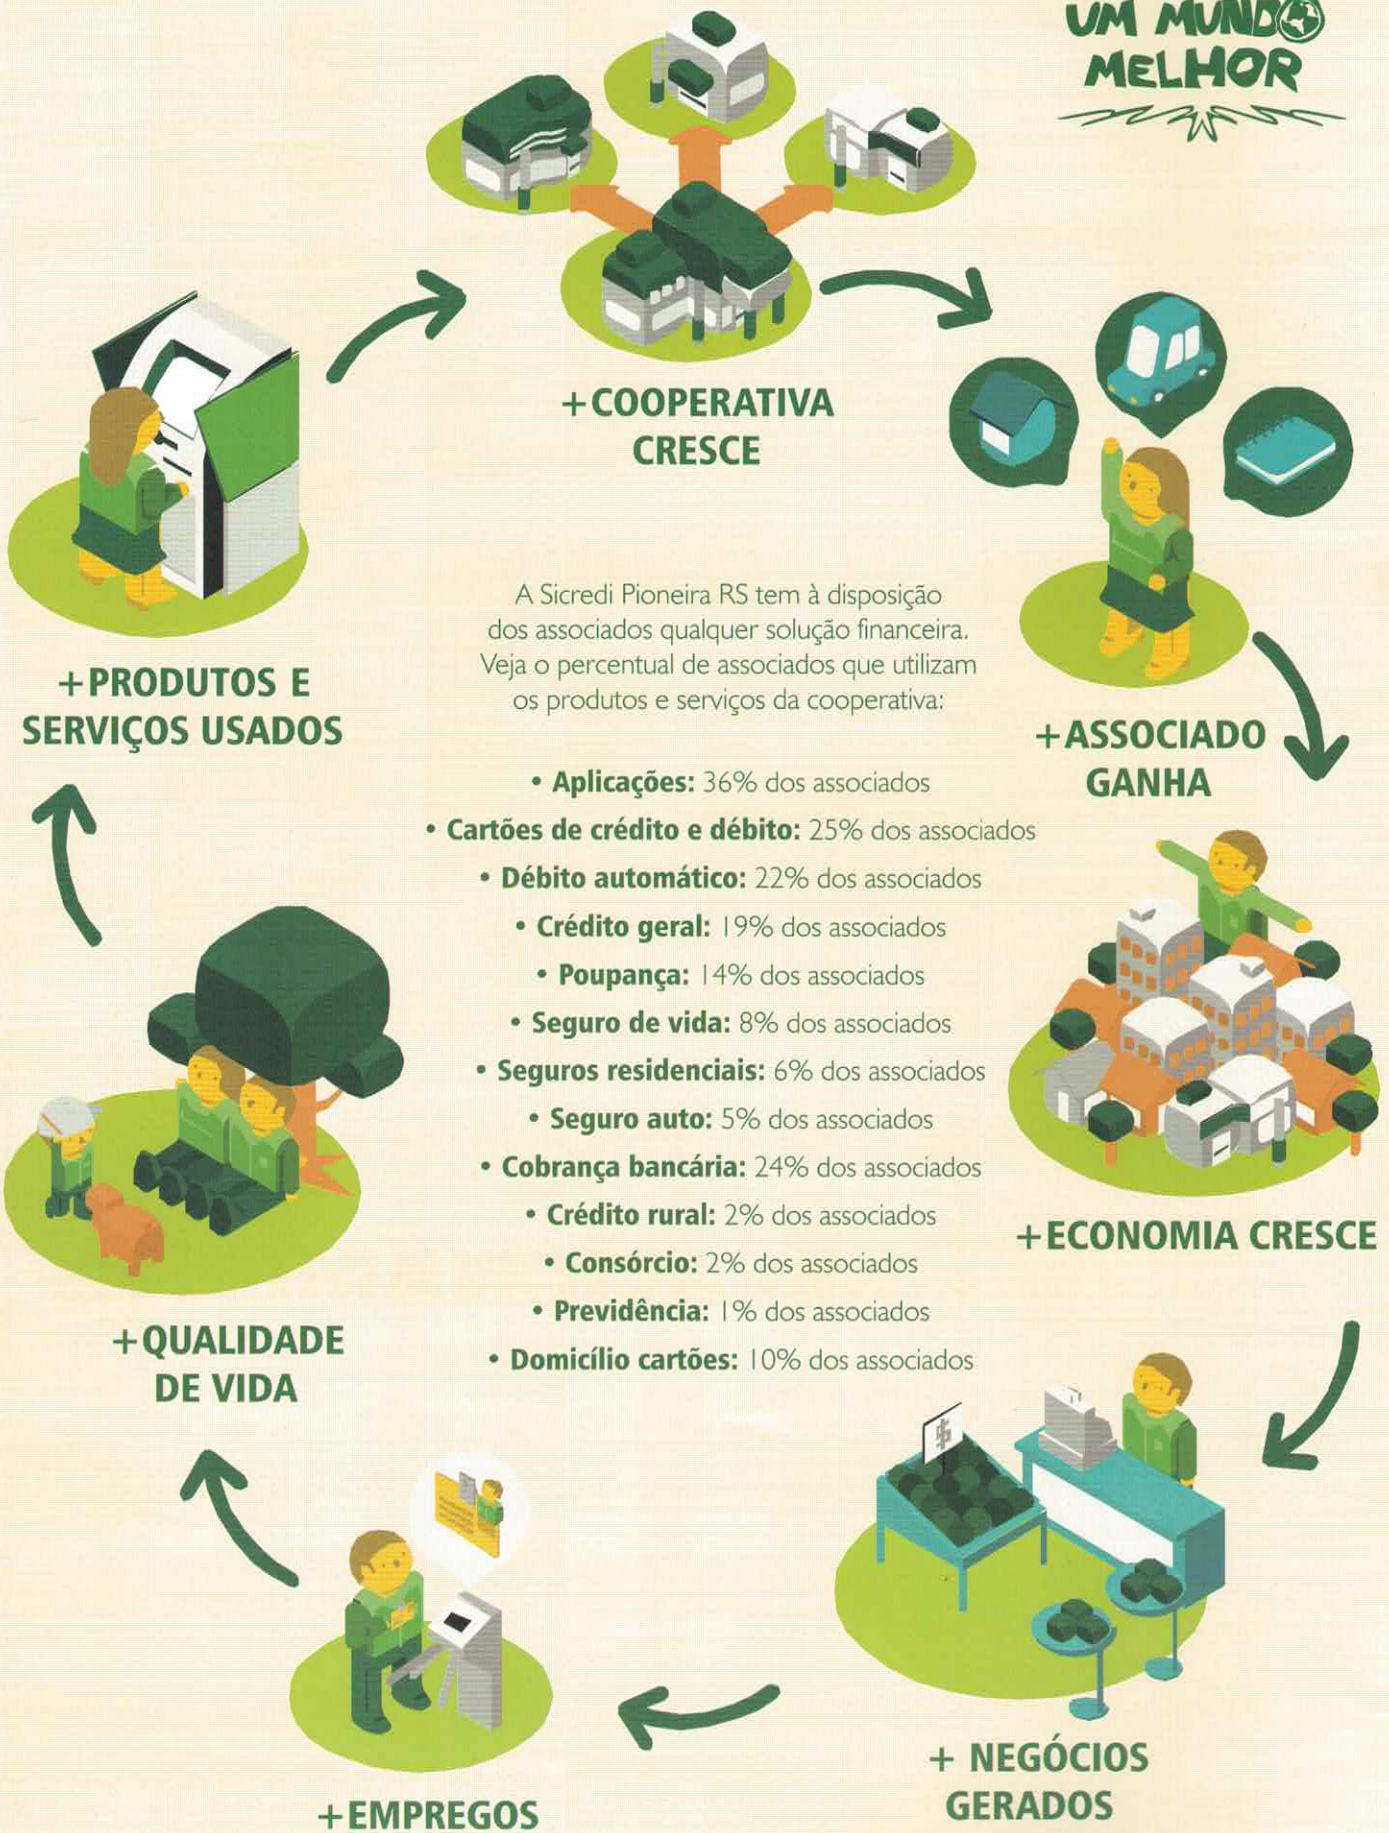 UM MUNDO
MELHOR
+COOPERATIVA
CRESCE
+PRODUTOS E
SERVIÇOS USADOS
A Sicredi Pioneira RS tem à disposição
dos associados qualquer solução financeira.
Veja o percentual de associados que utilizam
os produtos e serviços da cooperativa:
+ASSOCIADO
GANHA
• Aplicações: 36% dos associados
• Cartões de crédito e débito: 25% dos associados
• Débito automático: 22% dos associados
• Crédito geral: 19% dos associados
• Poupança: 14% dos associados
• Seguro de vida: 8% dos associados
• Seguros residenciais: 6% dos associados
• Seguro auto: 5% dos associados
• Cobrança bancária: 24% dos associados
• Crédito rural: 2% dos associados
• Consórcio: 2% dos associados
• Previdência: 1% dos associados
• Domicílio cartões: 10% dos associados
+ECONOMIA CRESCE
+QUALIDADE
DE VIDA
$
+ NEGÓCIOS
GERADOS
+EMPREGOS